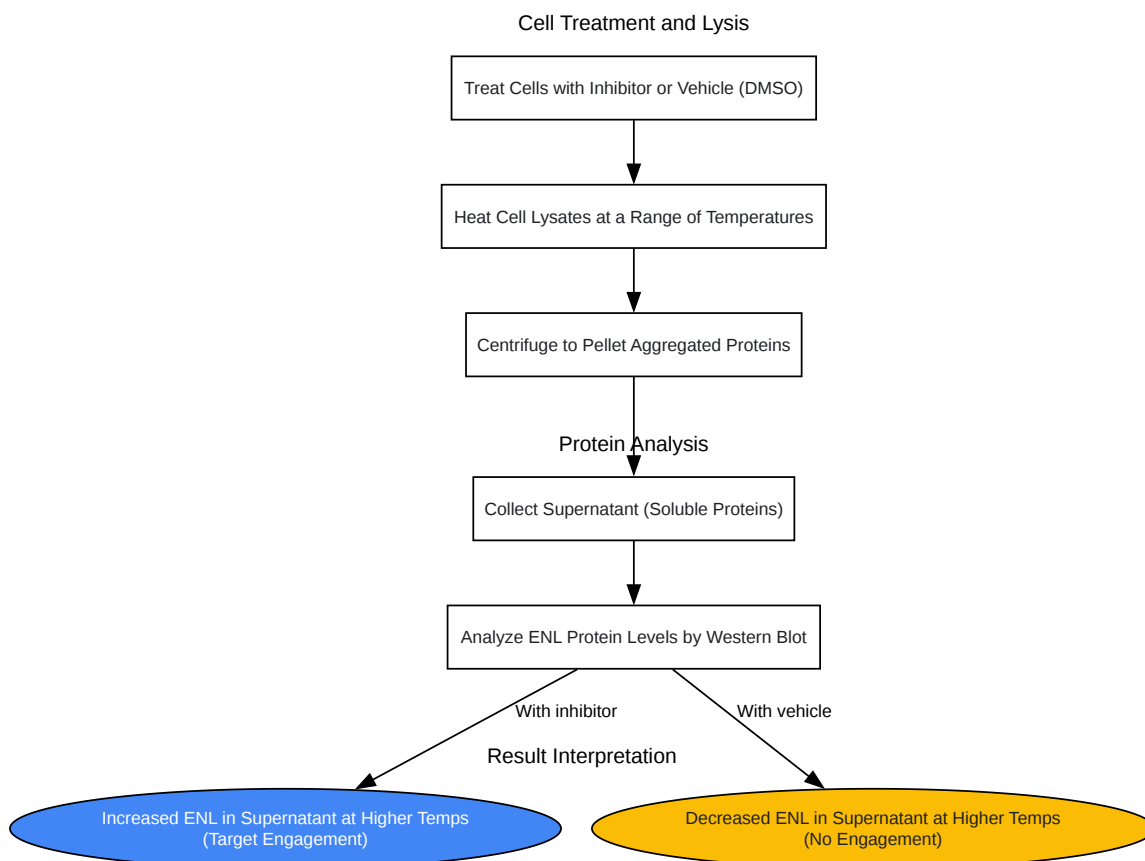 Cell Treatment and Lysis
Treat Cells with Inhibitor or Vehicle (DMSO)
Heat Cell Lysates at a Range of Temperatures
Centrifuge to Pellet Aggregated Proteins
Protein Analysis
Collect Supernatant (Soluble Proteins)
Analyze ENL Protein Levels by Western Blot
With inhibitor
With vehicle
Result Interpretation
Increased ENL in Supernatant at Higher Temps
(Target Engagement)
Decreased ENL in Supernatant at Higher Temps
(No Engagement)